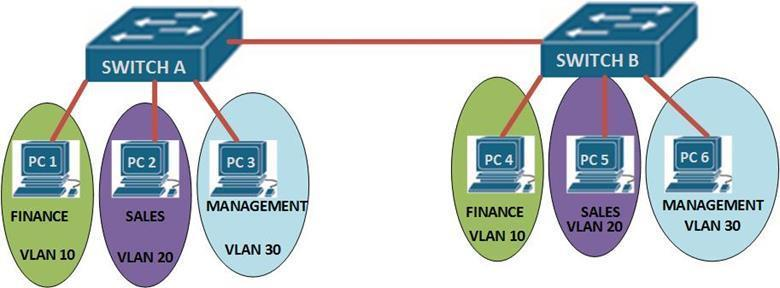 SWITCH A
SWITCH B
PC 1
PC 2
PC 3
PC 4
PC 5
PC 6
FINANCE
SALES
MANAGEMENT
FINANCE
SALES
MANAGEMENT
VLAN 10
VLAN 20
VLAN 30
VLAN 10
VLAN 20
VLAN 30